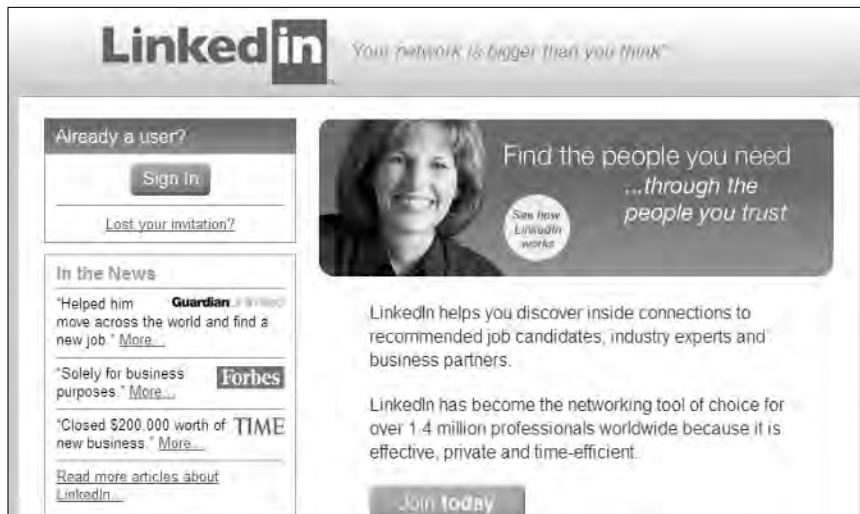 Linked in
Your network is bigger than you think
Already a user?
Sign In
Lost your invitation?
In the News
"Helped him Guardian Unlimited
move across the world and find a
new job." More...
"Solely for business Forbes
purposes." More...
"Closed $200,000 worth of TIME
new business." More...
Read more articles about
LinkedIn...
Find the people you need
...through the
people you trust
See how
LinkedIn
works
LinkedIn helps you discover inside connections to
recommended job candidates, industry experts and
business partners.
LinkedIn has become the networking tool of choice for
over 1.4 million professionals worldwide because it is
effective, private and time-efficient.
Join today